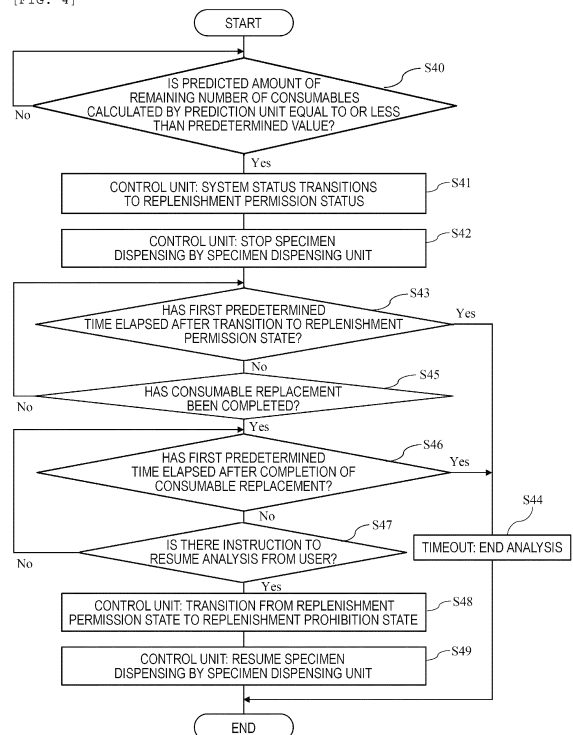 [FIG. 4]
START
S40
IS PREDICTED AMOUNT OF
REMAINING NUMBER OF CONSUMABLES
CALCULATED BY PREDICTION UNIT EQUAL TO OR LESS
THAN PREDETERMINED VALUE?
No
Yes
S41
CONTROL UNIT: SYSTEM STATUS TRANSITIONS
TO REPLENISHMENT PERMISSION STATUS
S42
CONTROL UNIT: STOP SPECIMEN
DISPENSING BY SPECIMEN DISPENSING UNIT
S43
HAS FIRST PREDETERMINED
TIME ELAPSED AFTER TRANSITION TO REPLENISHMENT
PERMISSION STATE?
Yes
No
S45
HAS CONSUMABLE REPLACEMENT
BEEN COMPLETED?
No
Yes
S46
HAS FIRST PREDETERMINED
TIME ELAPSED AFTER COMPLETION OF
CONSUMABLE REPLACEMENT?
Yes
No
S44
TIMEOUT: END ANALYSIS
S47
IS THERE INSTRUCTION TO
RESUME ANALYSIS FROM USER?
No
Yes
S48
CONTROL UNIT: TRANSITION FROM REPLENISHMENT
PERMISSION STATE TO REPLENISHMENT PROHIBITION STATE
S49
CONTROL UNIT: RESUME SPECIMEN
DISPENSING BY SPECIMEN DISPENSING UNIT
END